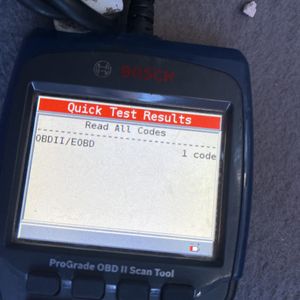 BOSCH
Quick Test Results
Read All Codes
OBDII/EOBD
1 code
ProGrade OBD II Scan Tool